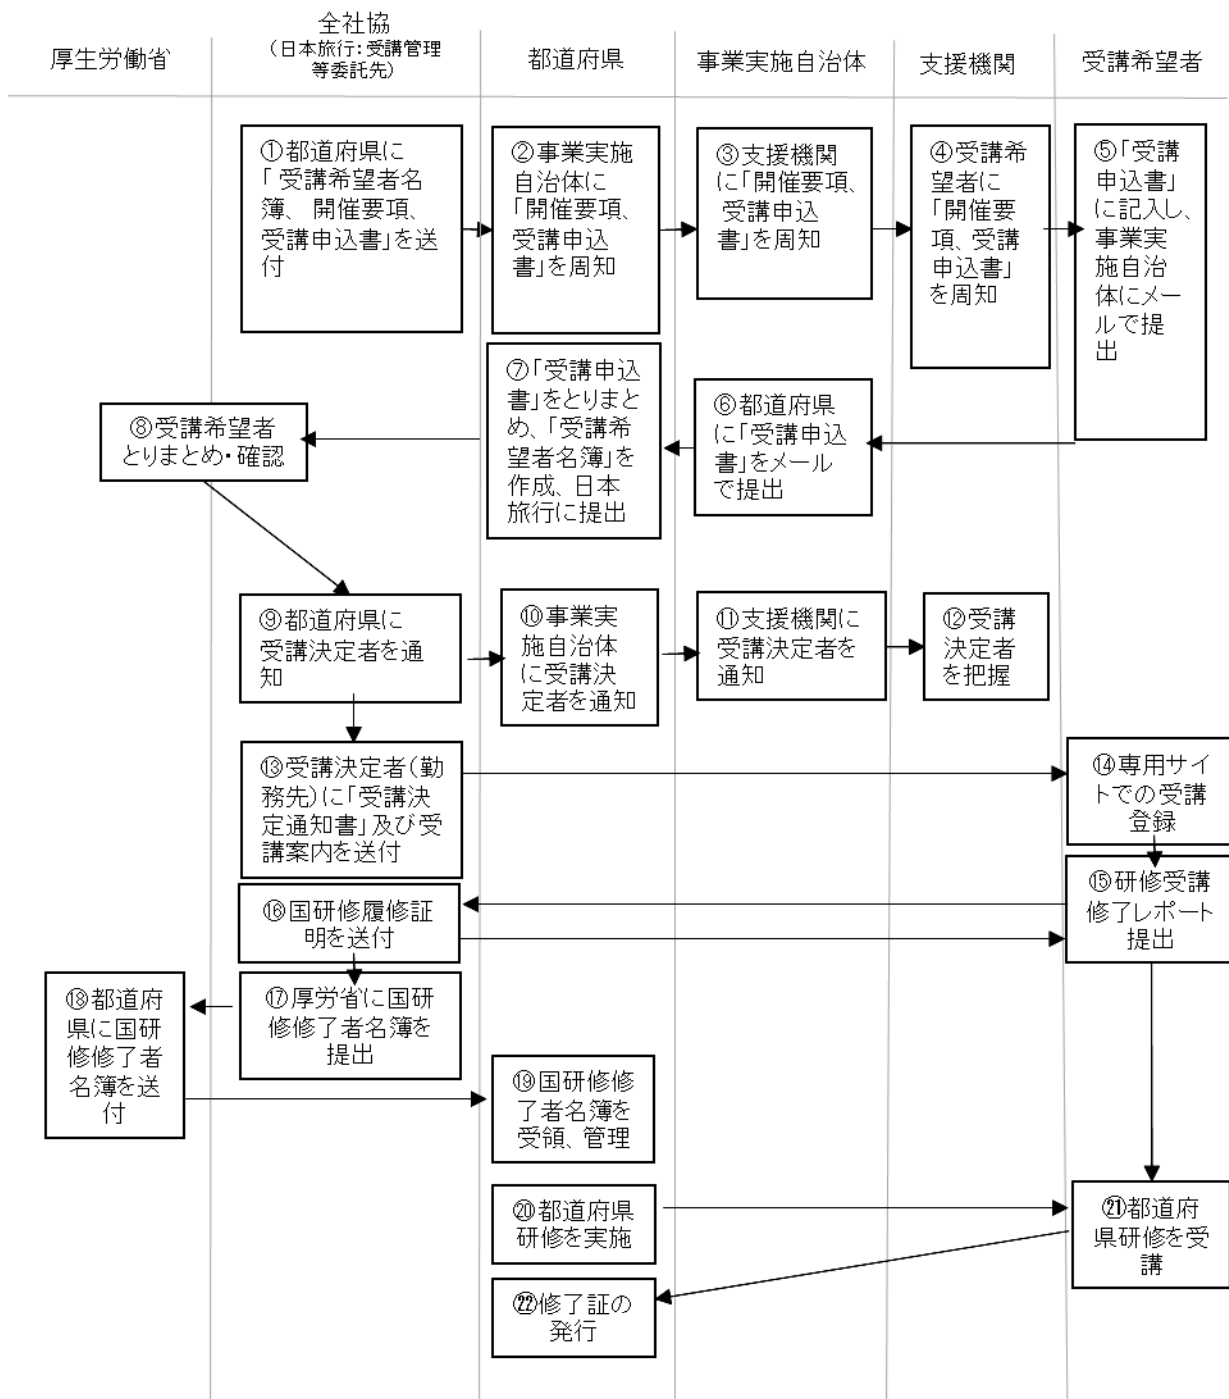 厚生労働省
全社協
（日本旅行：受講管理
等委託先）
都道府県
事業実施自治体
支援機関
受講希望者
①都道府県に
「受講希望者名
簿、開催要項、
受講申込書」を送
付
②事業実施
自治体に
「開催要項、
受講申込
書」を周知
③支援機関
に「開催要項、
受講申込
書」を周知
④受講希
望者に
「開催要
項、受講
申込書」
を周知
⑤「受講
申込書」
に記入し、
事業実
施自治
体にメー
ルで提
出
⑥都道府県
に「受講申込
書」をメール
で提出
⑦「受講申込
書」をとりまと
め、「受講希
望者名簿」を
作成、日本
旅行に提出
⑧受講希望者
とりまとめ・確認
⑨都道府県に
受講決定者を通
知
⑩事業実
施自治体
に受講決
定者を通知
⑪支援機関に
受講決定者を
通知
⑫受講
決定者
を把握
⑬受講決定者（勤
務先）に「受講決
定通知書」及び受
講案内を送付
⑭専用サイ
トでの受講
登録
⑮研修受講
修了レポート
提出
⑯国研修履修証
明を送付
⑰厚労省に国研
修修了者名簿を
提出
⑱都道府
県に国研
修修了者
名簿を送
付
⑲国研修修
了者名簿を
受領、管理
⑳都道府県
研修を実施
㉑都道府
県研修を受
講
㉒修了証の
発行